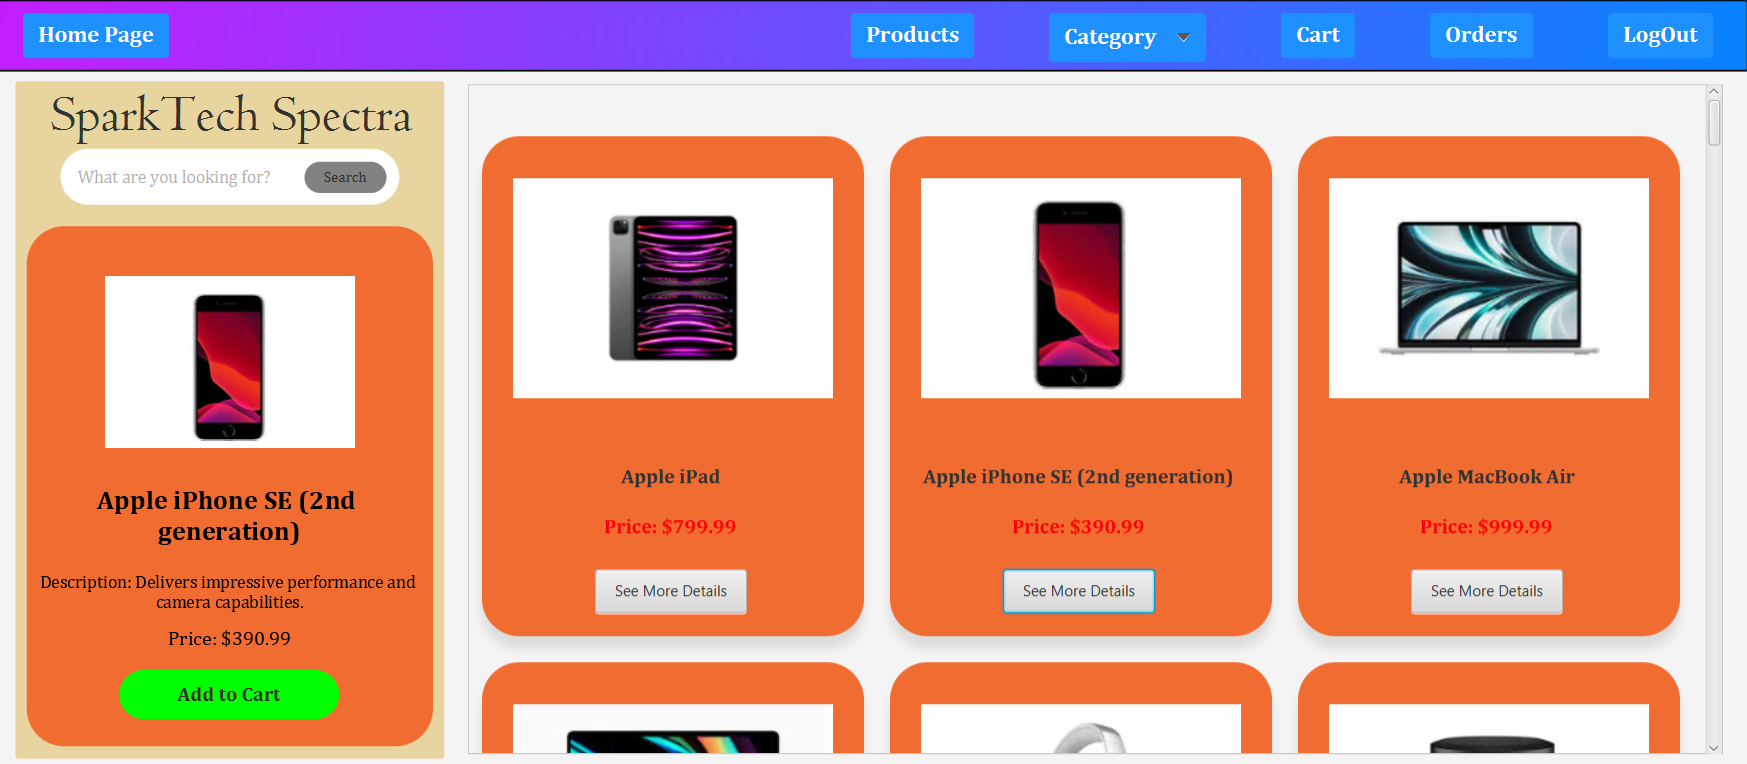 Home Page
Products
Category
Cart
Orders
LogOut
SparkTech Spectra
What are you looking for?
Search
Apple iPhone SE (2nd
generation)
Description: Delivers impressive performance and
camera capabilities.
Price: $390.99
Add to Cart
Apple iPad
Price: $799.99
See More Details
Apple iPhone SE (2nd generation)
Price: $390.99
See More Details
Apple MacBook Air
Price: $999.99
See More Details